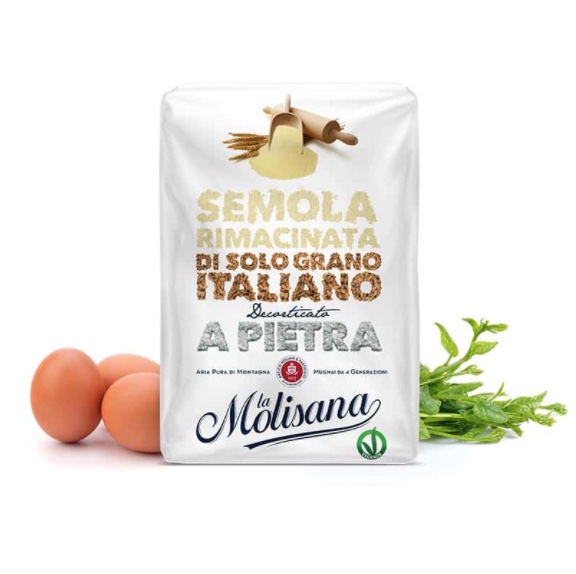 SEMOLA
RIMACINATA
DI SOLO GRANO
ITALIANO
Decorticato
A PIETRA
ARIA PURA DI MONTAGNA MUGNAI DA 4 GENERAZIONI
la Molisana